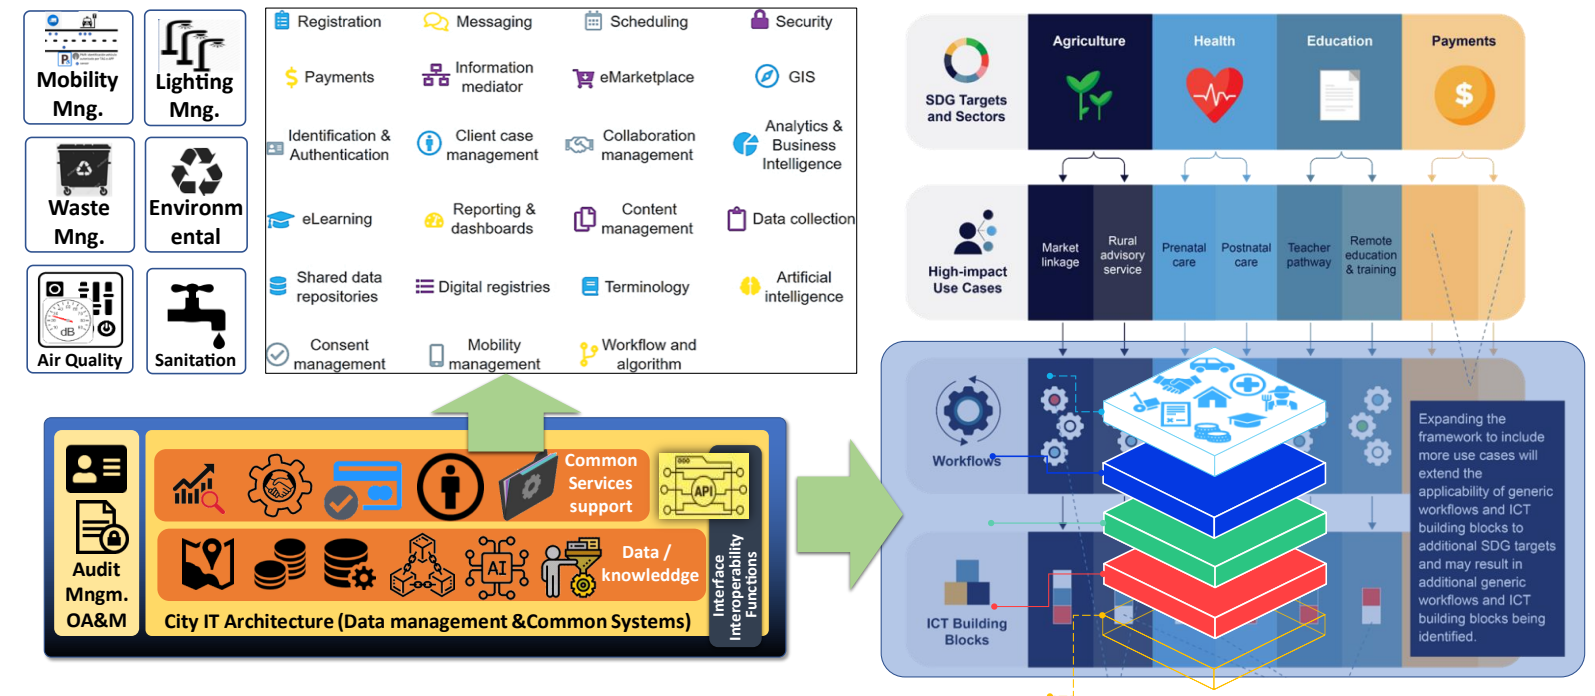 Mobility
Mng.
Lighting
Mng.
Waste
Mng.
Environm
ental
Air Quality
dB
Sanitation
Registration
Messaging
Scheduling
Security
Payments
Information
mediator
eMarketplace
GIS
Identification &
Authentication
Client case
management
Collaboration
management
Analytics &
Business
Intelligence
eLearning
Reporting &
dashboards
Content
management
Data collection
Shared data
repositories
Digital registries
Terminology
Artificial
intelligence
Consent
management
Mobility
management
Workflow and
algorithm
Audit
Mngm.
OA&M
Common
Services
support
API
AI
Data /
knowleddge
City IT Architecture (Data management &Common Systems)
Interface
Interoperability
Functions
SDG Targets
and Sectors
Agriculture
Health
Education
Payments
High-impact
Use Cases
Market
linkage
Rural
advisory
service
Prenatal
care
Postnatal
care
Teacher
pathway
Remote
education
& training
Workflows
ICT Building
Blocks
Expanding the
framework to include
more use cases will
extend the
applicability of generic
workflows and ICT
building blocks to
additional SDG targets
and may result in
additional generic
workflows and ICT
building blocks being
identified.